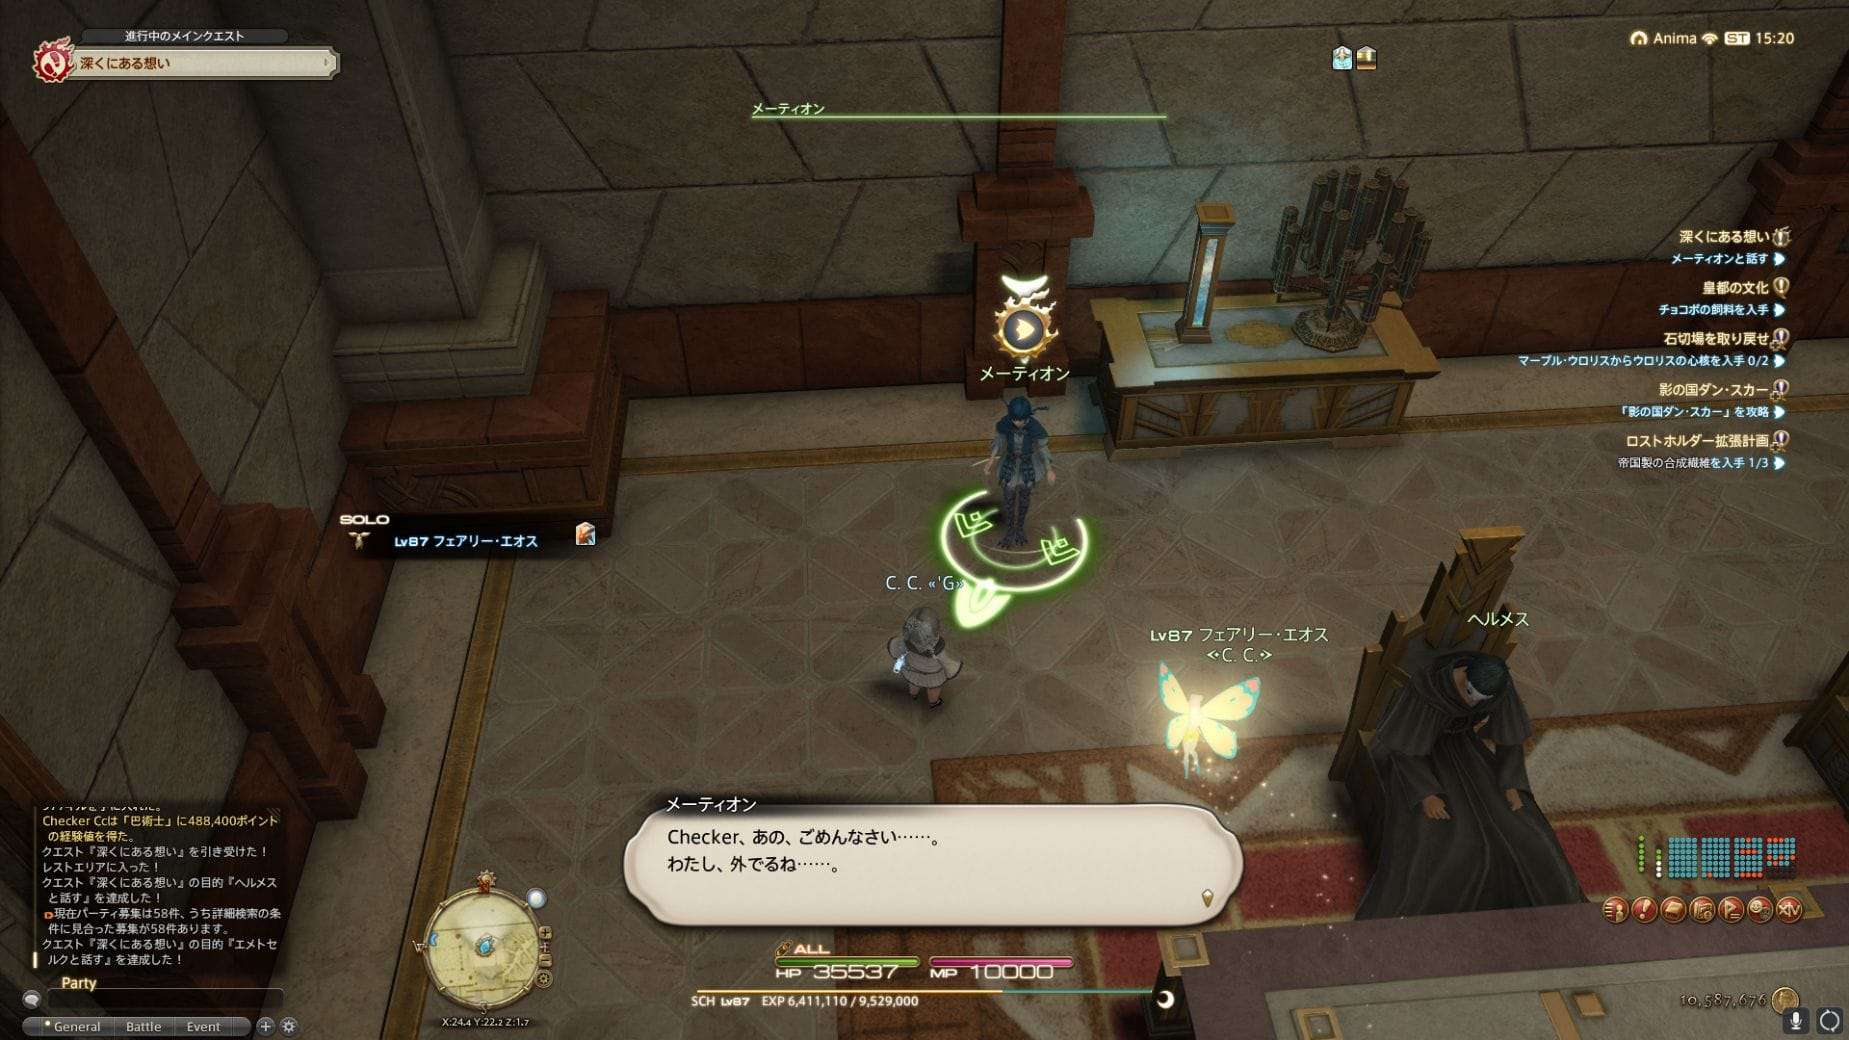 進行中のメインクエスト
深くにある想い
Anima ST 15:20
メーティオン
深くにある想い
メーティオンと話す
皇都の文化
チョコボの飼料を入手
石切場を取り戻せ
マーブル・ウロリスからウロリスの心核を入手 0/2
影の国ダン・スカー
「影の国ダン・スカー」を攻略
ロストホルダー拡張計画
帝国製の合成繊維を入手 1/3
メーティオン
SOLO
Lv87 フェアリー・エオス
C. C. «'G»
ヘルメス
Lv87 フェアリー・エオス
C. C.
メーティオン
Checker、あの、ごめんなさい……。
わたし、外でるね……。
Checker Ccは「巴術士」に488,400ポイント
の経験値を得た。
クエスト『深くにある想い』を引き受けた！
レストエリアに入った！
クエスト『深くにある想い』の目的『ヘルメス
と話す』を達成した！
現在パーティ募集は58件、うち詳細検索の条
件に見合った募集が58件あります。
クエスト『深くにある想い』の目的『エメトセ
ルクと話す』を達成した！
Party
General Battle Event
X:24.4 Y:22.2 Z:1.7
ALL
HP 35537 MP 10000
SCH Lv87 EXP 6,411,110 / 9,529,000
XIV
10,587,676